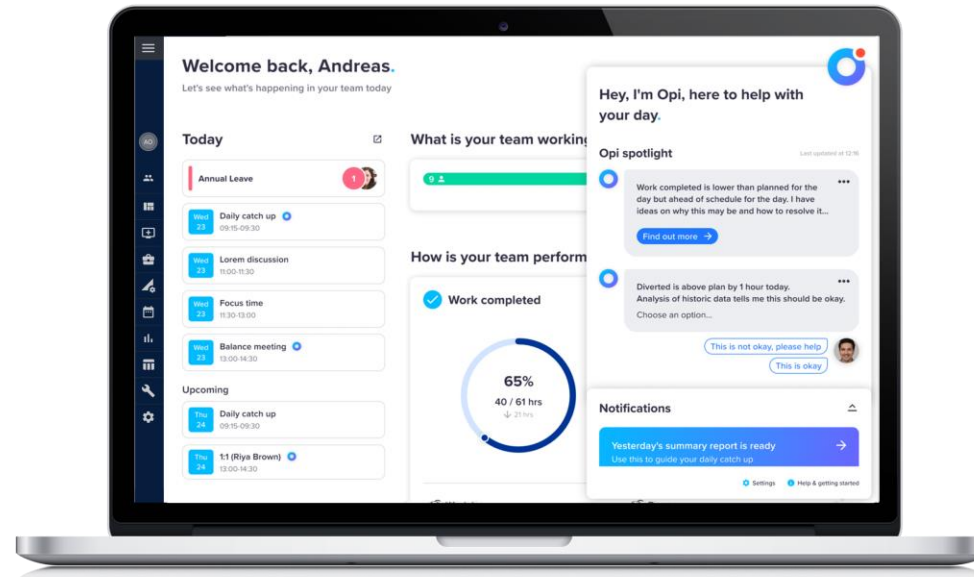 Welcome back, Andreas.
Let's see what's happening in your team today
AO
Today
Annual Leave
1
Wed
23
Daily catch up
09:15-09:30
Wed
23
Lorem discussion
11:00-11:30
Wed
23
Focus time
11:30-13:00
Wed
23
Balance meeting
13:00-14:30
Upcoming
Thu
24
Daily catch up
09:15-09:30
Thu
24
1:1 (Riya Brown)
13:00-14:30
What is your team working
9
How is your team perform
Work completed
65%
40 / 61 hrs
21 hrs
Hey, I'm Opi, here to help with
your day.
Opi spotlight
Last updated at 12:16
Work completed is lower than planned for the
day but ahead of schedule for the day. I have
ideas on why this may be and how to resolve it...
Find out more
Diverted is above plan by 1 hour today.
Analysis of historic data tells me this should be okay.
Choose an option...
This is not okay, please help
This is okay
Notifications
Yesterday's summary report is ready
Use this to guide your daily catch up
Settings
Help & getting started